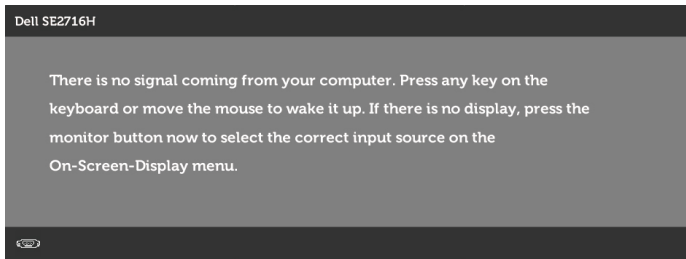 Dell SE2716H
There is no signal coming from your computer. Press any key on the
keyboard or move the mouse to wake it up. If there is no display, press the
monitor button now to select the correct input source on the
On-Screen-Display menu.